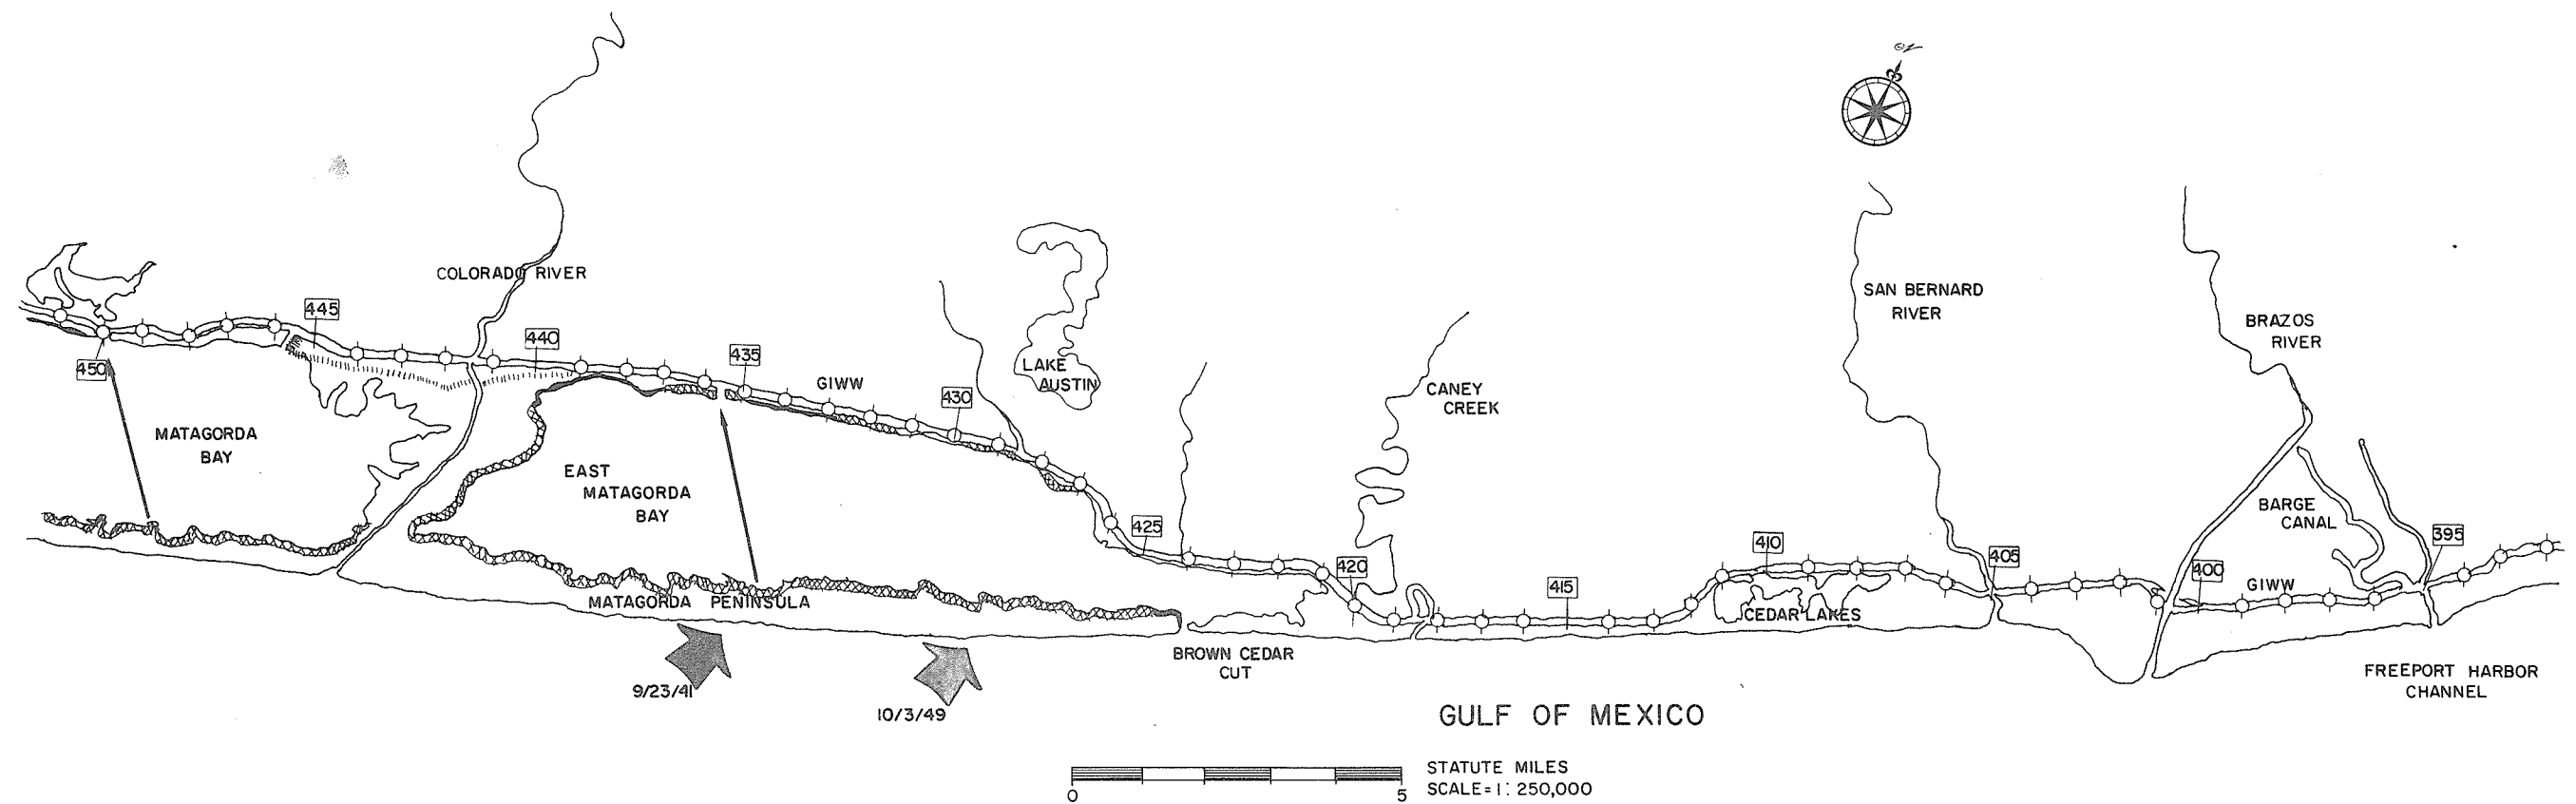 COLORADO RIVER
445
440
450
435
GIWW
430
LAKE
AUSTIN
MATAGORDA
BAY
EAST
MATAGORDA
BAY
MATAGORDA PENINSULA
425
CANEY
CREEK
420
415
410
CEDAR LAKES
SAN BERNARD
RIVER
405
BRAZOS
RIVER
BARGE
CANAL
400
GIWW
395
BROWN CEDAR
CUT
9/23/41
10/3/49
FREEPORT HARBOR
CHANNEL
GULF OF MEXICO
STATUTE MILES
SCALE = 1 : 250,000
0
5